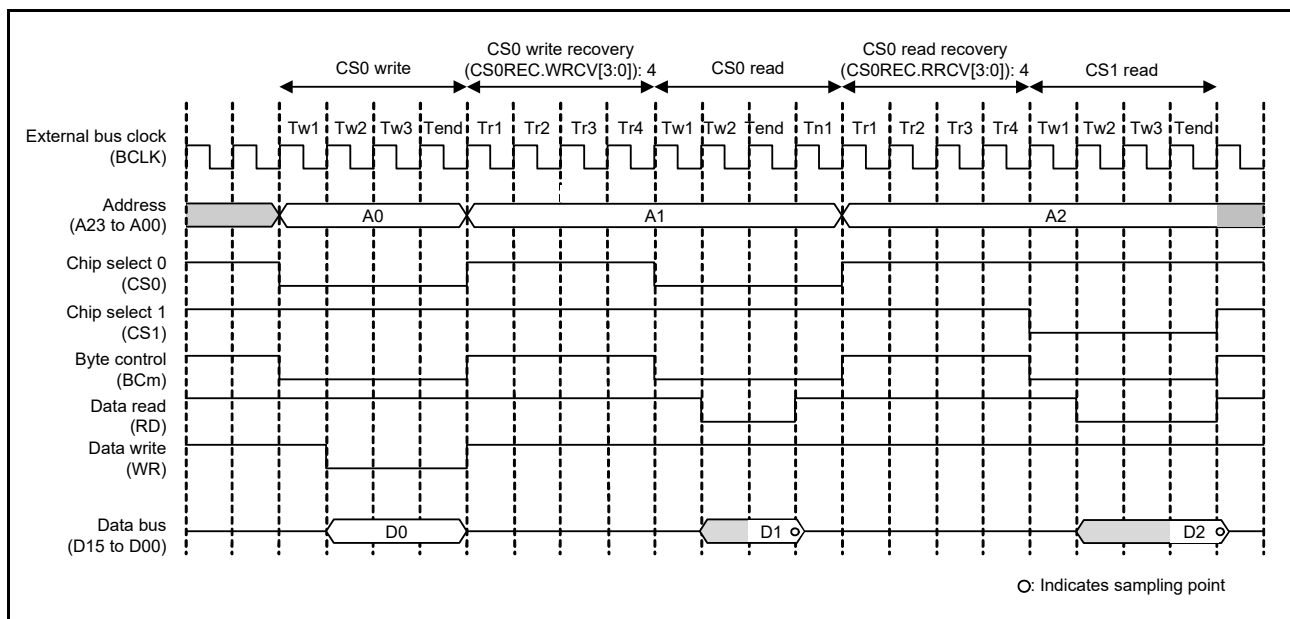 CS0 write
CS0 write recovery
(CS0REC.WRCV[3:0]): 4
CS0 read
CS0 read recovery
(CS0REC.RRCV[3:0]): 4
CS1 read
External bus clock
(BCLK)
Tw1 Tw2 Tw3 Tend Tr1 Tr2 Tr3 Tr4 Tw1 Tw2 Tend Tn1 Tr1 Tr2 Tr3 Tr4 Tw1 Tw2 Tw3 Tend
Address
(A23 to A00)
A0 A1 A2
Chip select 0
(CS0)
Chip select 1
(CS1)
Byte control
(BCm)
Data read
(RD)
Data write
(WR)
Data bus
(D15 to D00)
D0 D1 D2
O: Indicates sampling point